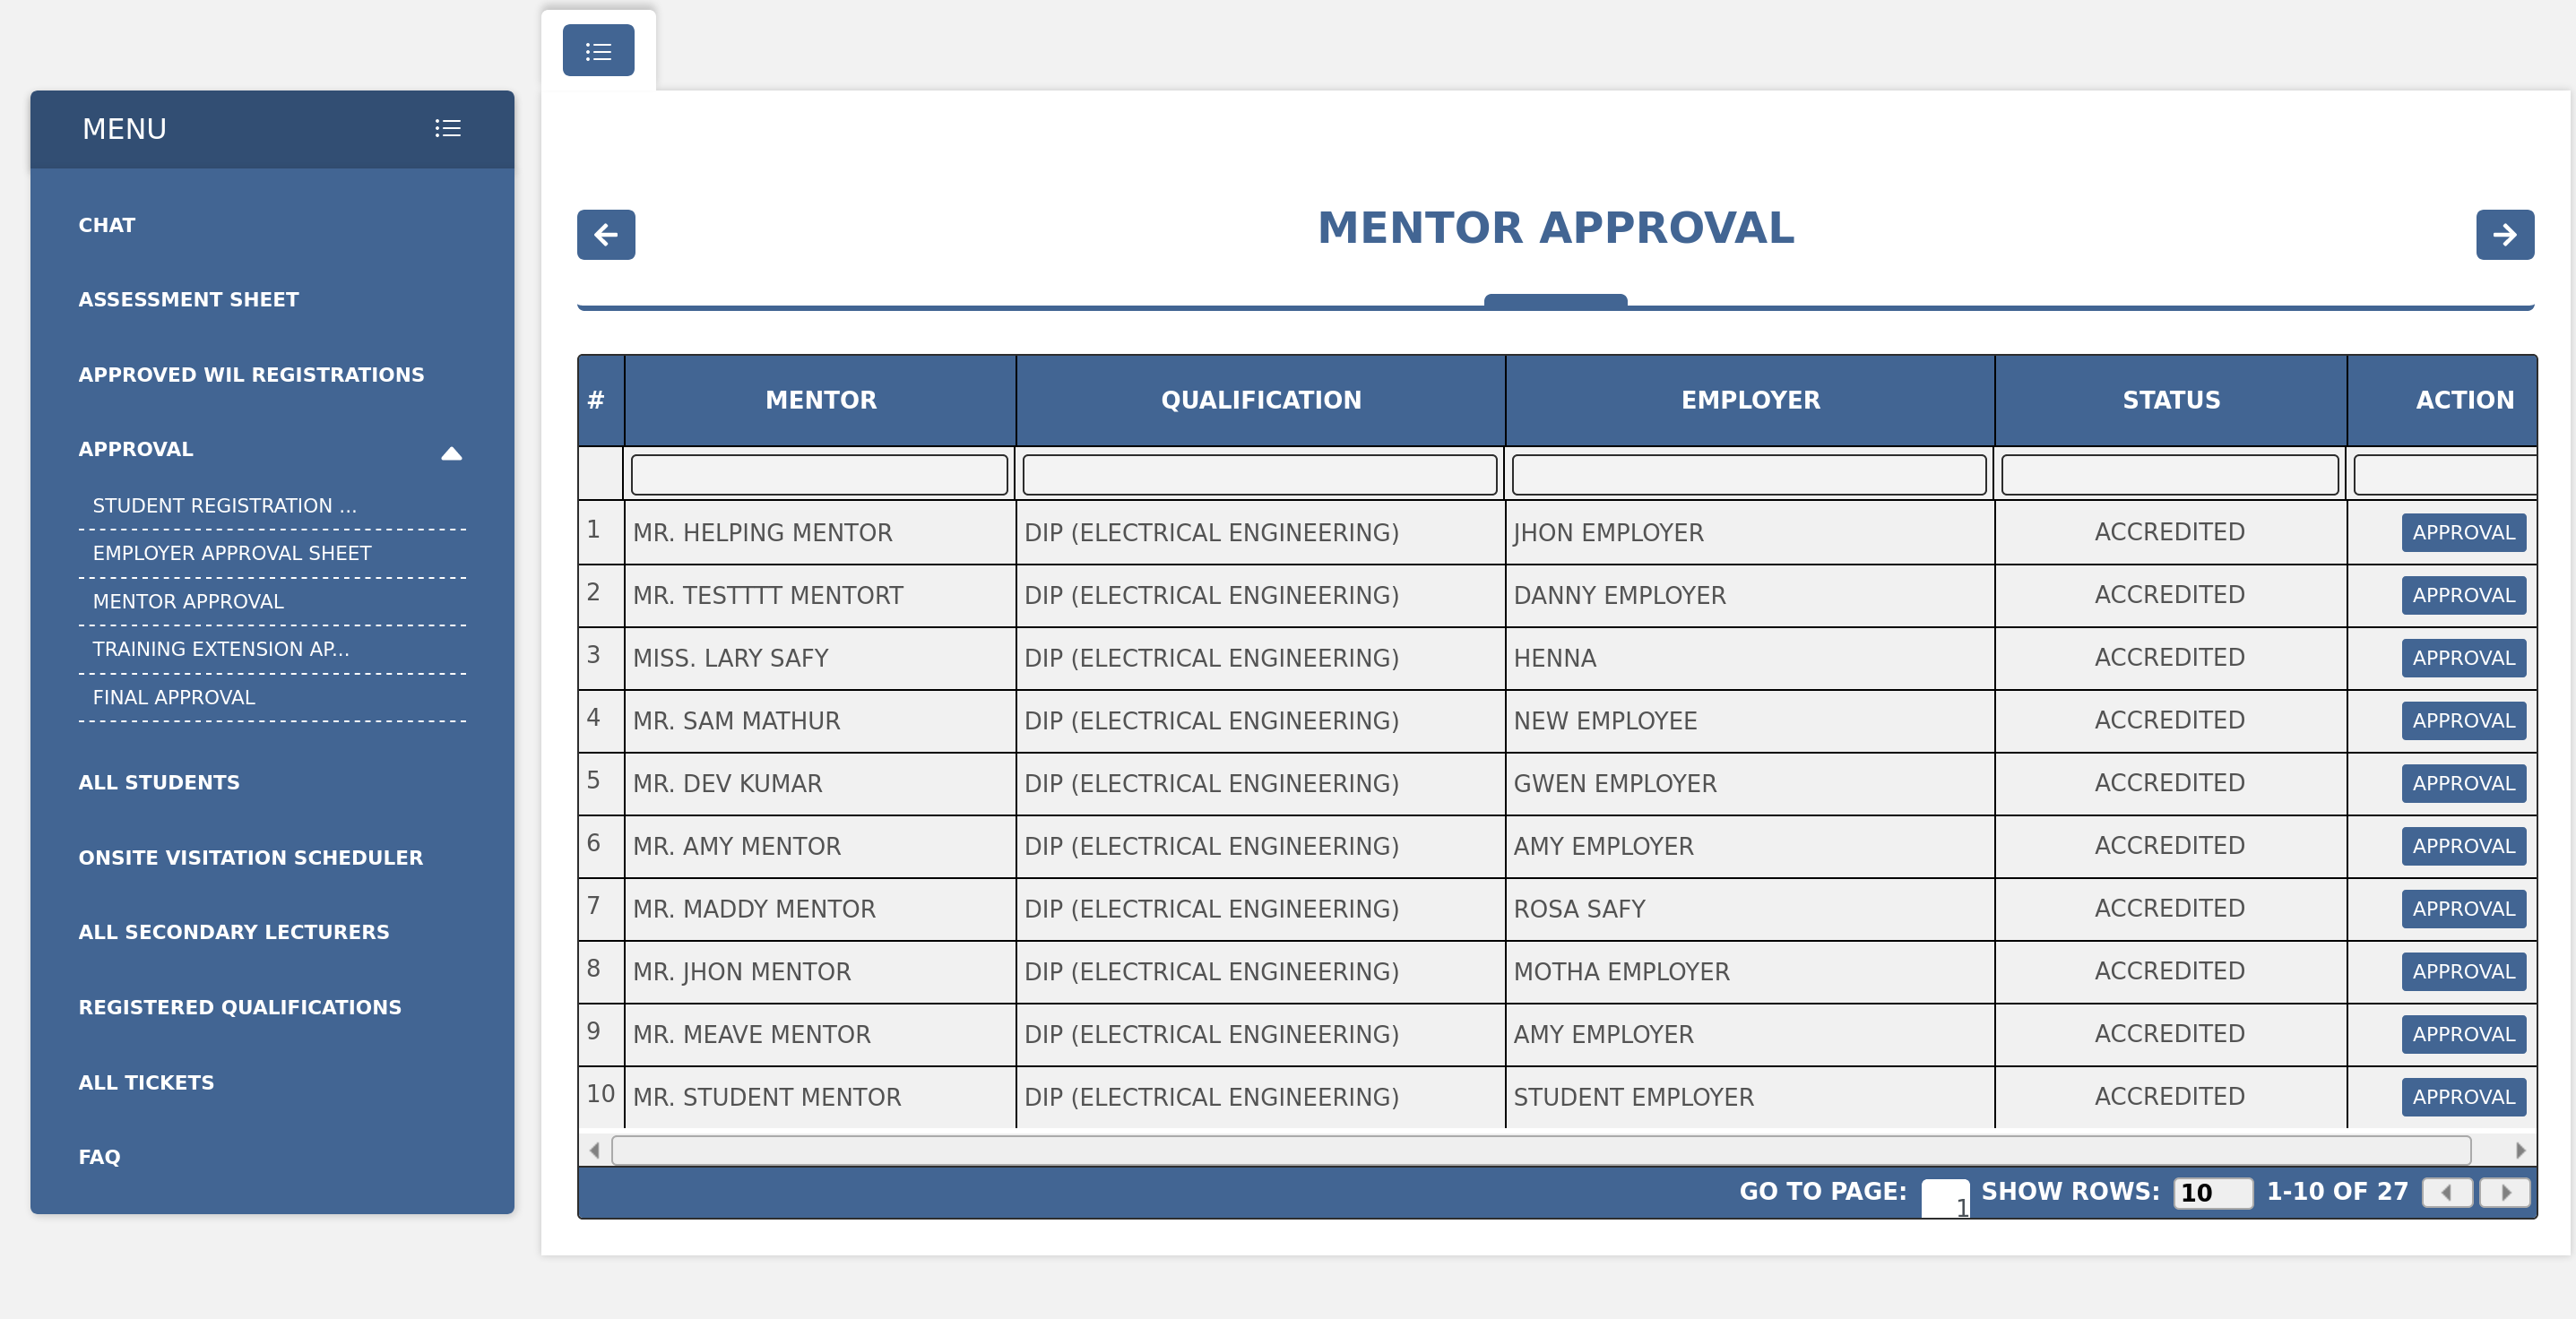 MENU
CHAT
ASSESSMENT SHEET
APPROVED WIL REGISTRATIONS
APPROVAL
STUDENT REGISTRATION ...
EMPLOYER APPROVAL SHEET
MENTOR APPROVAL
TRAINING EXTENSION AP...
FINAL APPROVAL
ALL STUDENTS
ONSITE VISITATION SCHEDULER
ALL SECONDARY LECTURERS
REGISTERED QUALIFICATIONS
ALL TICKETS
FAQ
MENTOR APPROVAL
# MENTOR QUALIFICATION EMPLOYER STATUS ACTION
1 MR. HELPING MENTOR DIP (ELECTRICAL ENGINEERING) JHON EMPLOYER ACCREDITED APPROVAL
2 MR. TESTTTT MENTORT DIP (ELECTRICAL ENGINEERING) DANNY EMPLOYER ACCREDITED APPROVAL
3 MISS. LARY SAFY DIP (ELECTRICAL ENGINEERING) HENNA ACCREDITED APPROVAL
4 MR. SAM MATHUR DIP (ELECTRICAL ENGINEERING) NEW EMPLOYEE ACCREDITED APPROVAL
5 MR. DEV KUMAR DIP (ELECTRICAL ENGINEERING) GWEN EMPLOYER ACCREDITED APPROVAL
6 MR. AMY MENTOR DIP (ELECTRICAL ENGINEERING) AMY EMPLOYER ACCREDITED APPROVAL
7 MR. MADDY MENTOR DIP (ELECTRICAL ENGINEERING) ROSA SAFY ACCREDITED APPROVAL
8 MR. JHON MENTOR DIP (ELECTRICAL ENGINEERING) MOTHA EMPLOYER ACCREDITED APPROVAL
9 MR. MEAVE MENTOR DIP (ELECTRICAL ENGINEERING) AMY EMPLOYER ACCREDITED APPROVAL
10 MR. STUDENT MENTOR DIP (ELECTRICAL ENGINEERING) STUDENT EMPLOYER ACCREDITED APPROVAL
GO TO PAGE: 1 SHOW ROWS: 10 1-10 OF 27